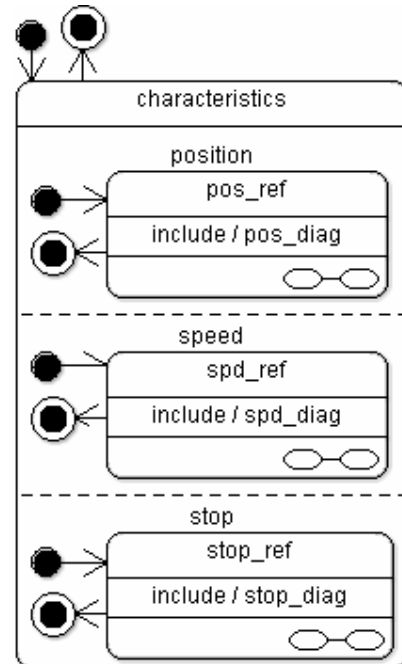 characteristics
position
pos_ref
include / pos_diag
speed
spd_ref
include / spd_diag
stop
stop_ref
include / stop_diag